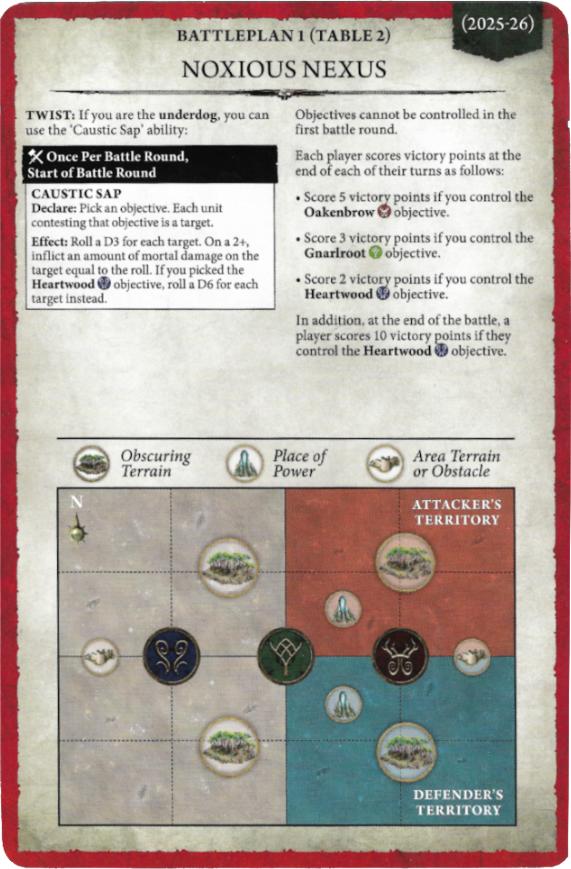 (2025-26)
BATTLEPLAN 1 (TABLE 2)
NOXIOUS NEXUS
TWIST: If you are the underdog, you can
use the ‘Caustic Sap’ ability:
Once Per Battle Round,
Start of Battle Round
CAUSTIC SAP
Declare: Pick an objective. Each unit
contesting that objective is a target.
Effect: Roll a D3 for each target. On a 2+,
inflict an amount of mortal damage on the
target equal to the roll. If you picked the
Heartwood objective, roll a D6 for each
target instead.
Objectives cannot be controlled in the
first battle round.
Each player scores victory points at the
end of each of their turns as follows:
• Score 5 victory points if you control the
Oakenbrow objective.
• Score 3 victory points if you control the
Gnarlroot objective.
• Score 2 victory points if you control the
Heartwood objective.
In addition, at the end of the battle, a
player scores 10 victory points if they
control the Heartwood objective.
Obscuring
Terrain
Place of
Power
Area Terrain
or Obstacle
N
ATTACKER'S
TERRITORY
DEFENDER'S
TERRITORY